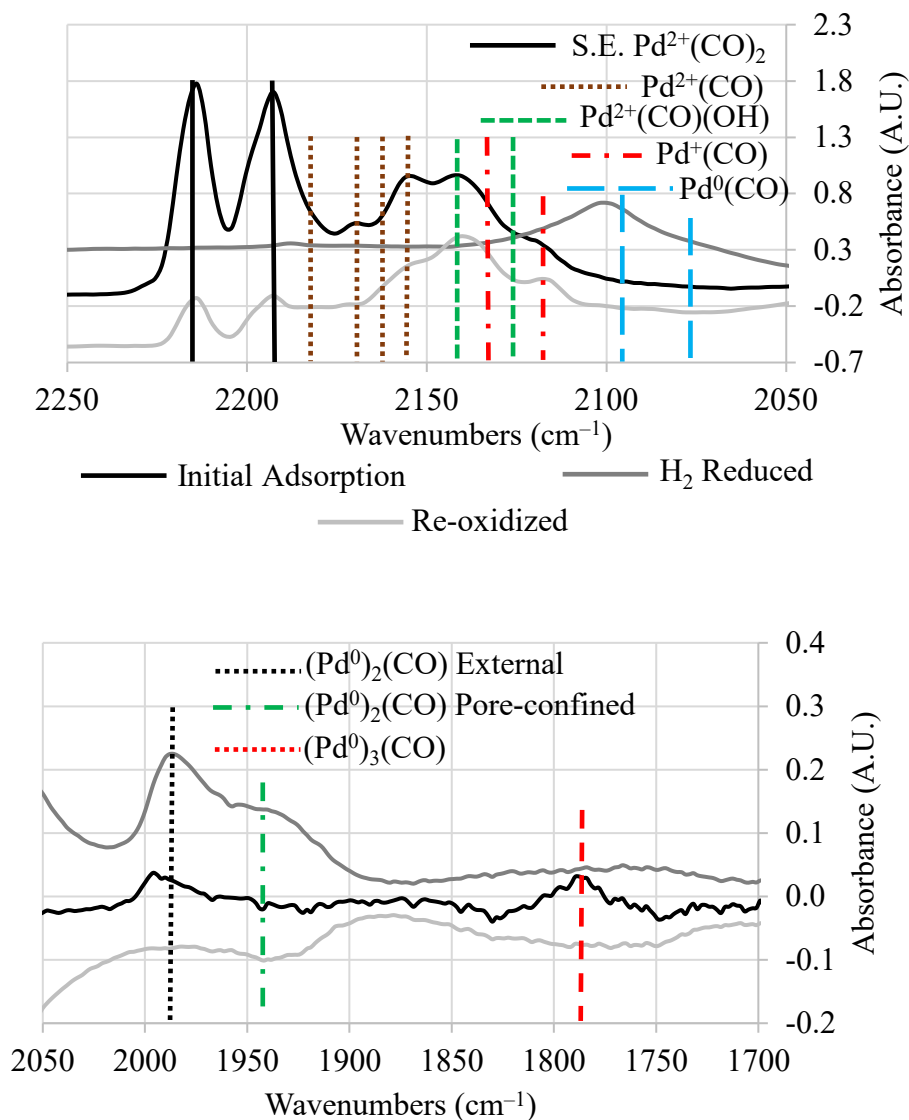 S.E. Pd²⁺(CO)₂
Pd²⁺(CO)
Pd²⁺(CO)(OH)
Pd⁺(CO)
Pd⁰(CO)
2.3
1.8
1.3
0.8
0.3
-0.2
-0.7
Absorbance (A.U.)
2250 2200 2150 2100 2050
Wavenumbers (cm⁻¹)
Initial Adsorption H₂ Reduced
Re-oxidized
(Pd⁰)₂(CO) External
(Pd⁰)₂(CO) Pore-confined
(Pd⁰)₃(CO)
0.4
0.3
0.2
0.1
0.0
-0.1
-0.2
Absorbance (A.U.)
2050 2000 1950 1900 1850 1800 1750 1700
Wavenumbers (cm⁻¹)